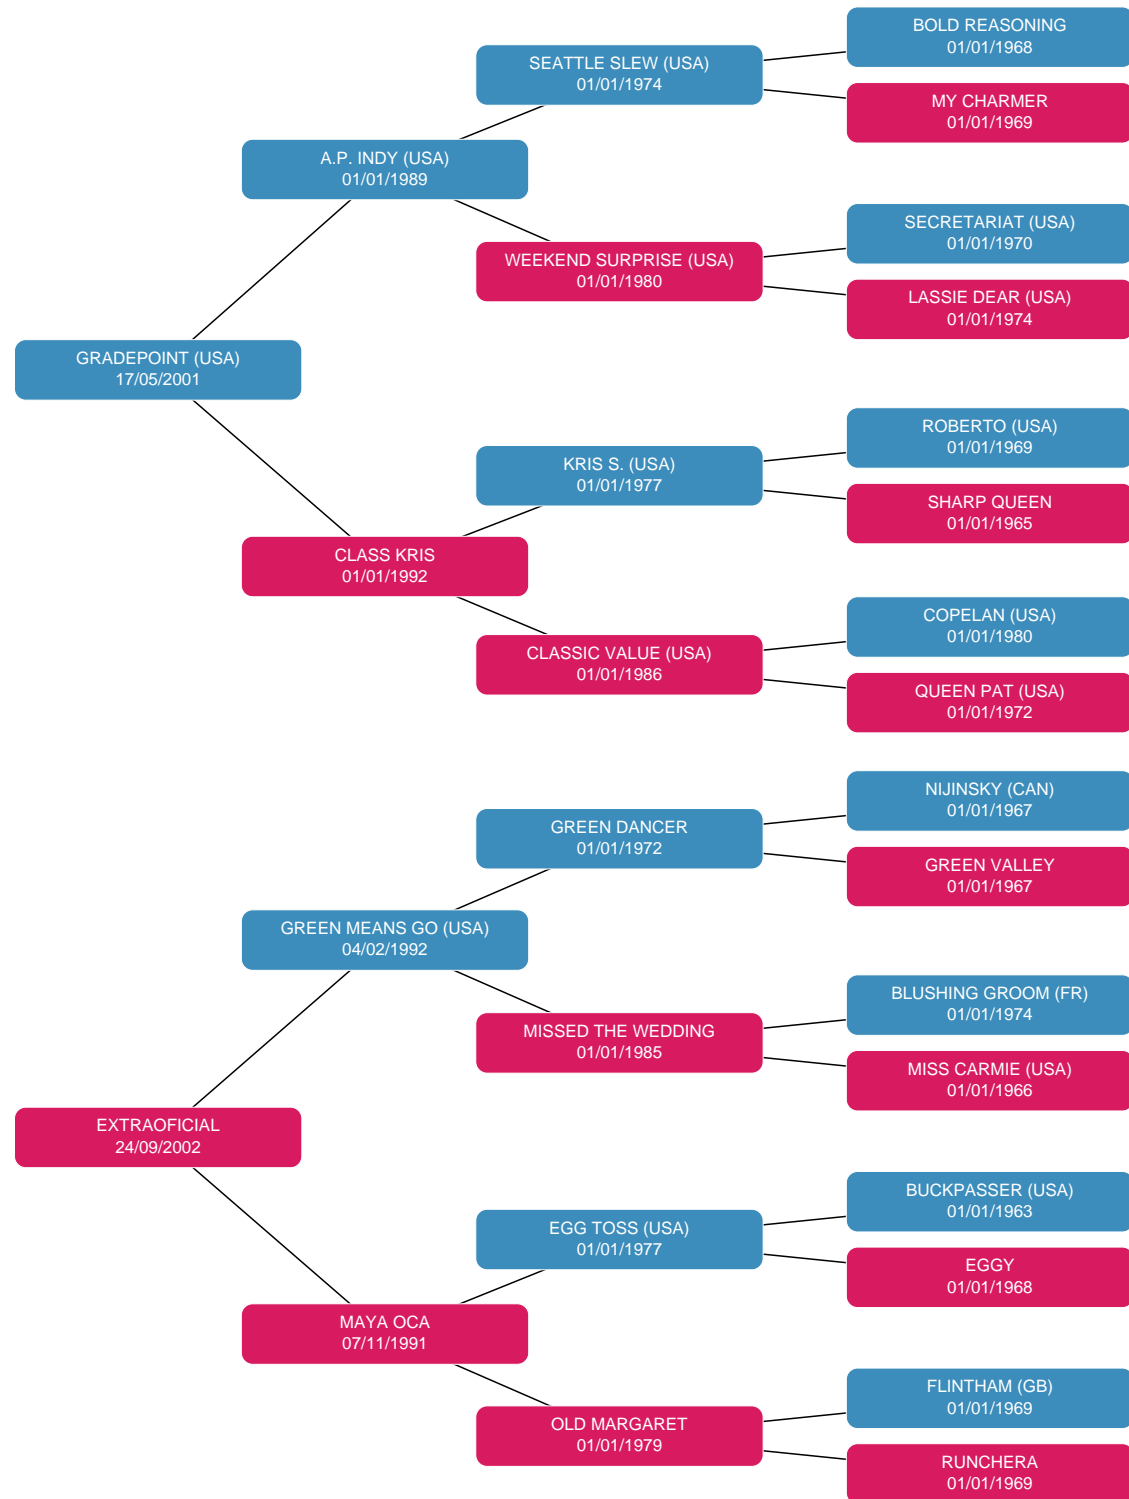 BOLD REASONING
01/01/1968
SEATTLE SLEW (USA)
01/01/1974
MY CHARMER
01/01/1969
A.P. INDY (USA)
01/01/1989
SECRETARIAT (USA)
01/01/1970
WEEKEND SURPRISE (USA)
01/01/1980
LASSIE DEAR (USA)
01/01/1974
GRADEPOINT (USA)
17/05/2001
ROBERTO (USA)
01/01/1969
KRIS S. (USA)
01/01/1977
SHARP QUEEN
01/01/1965
CLASS KRIS
01/01/1992
COPELAN (USA)
01/01/1980
CLASSIC VALUE (USA)
01/01/1986
QUEEN PAT (USA)
01/01/1972
NIJINSKY (CAN)
01/01/1967
GREEN DANCER
01/01/1972
GREEN VALLEY
01/01/1967
GREEN MEANS GO (USA)
04/02/1992
BLUSHING GROOM (FR)
01/01/1974
MISSED THE WEDDING
01/01/1985
MISS CARMIE (USA)
01/01/1966
EXTRAOFICIAL
24/09/2002
BUCKPASSER (USA)
01/01/1963
EGG TOSS (USA)
01/01/1977
EGGY
01/01/1968
MAYA OCA
07/11/1991
FLINTHAM (GB)
01/01/1969
OLD MARGARET
01/01/1979
RUNCHERA
01/01/1969